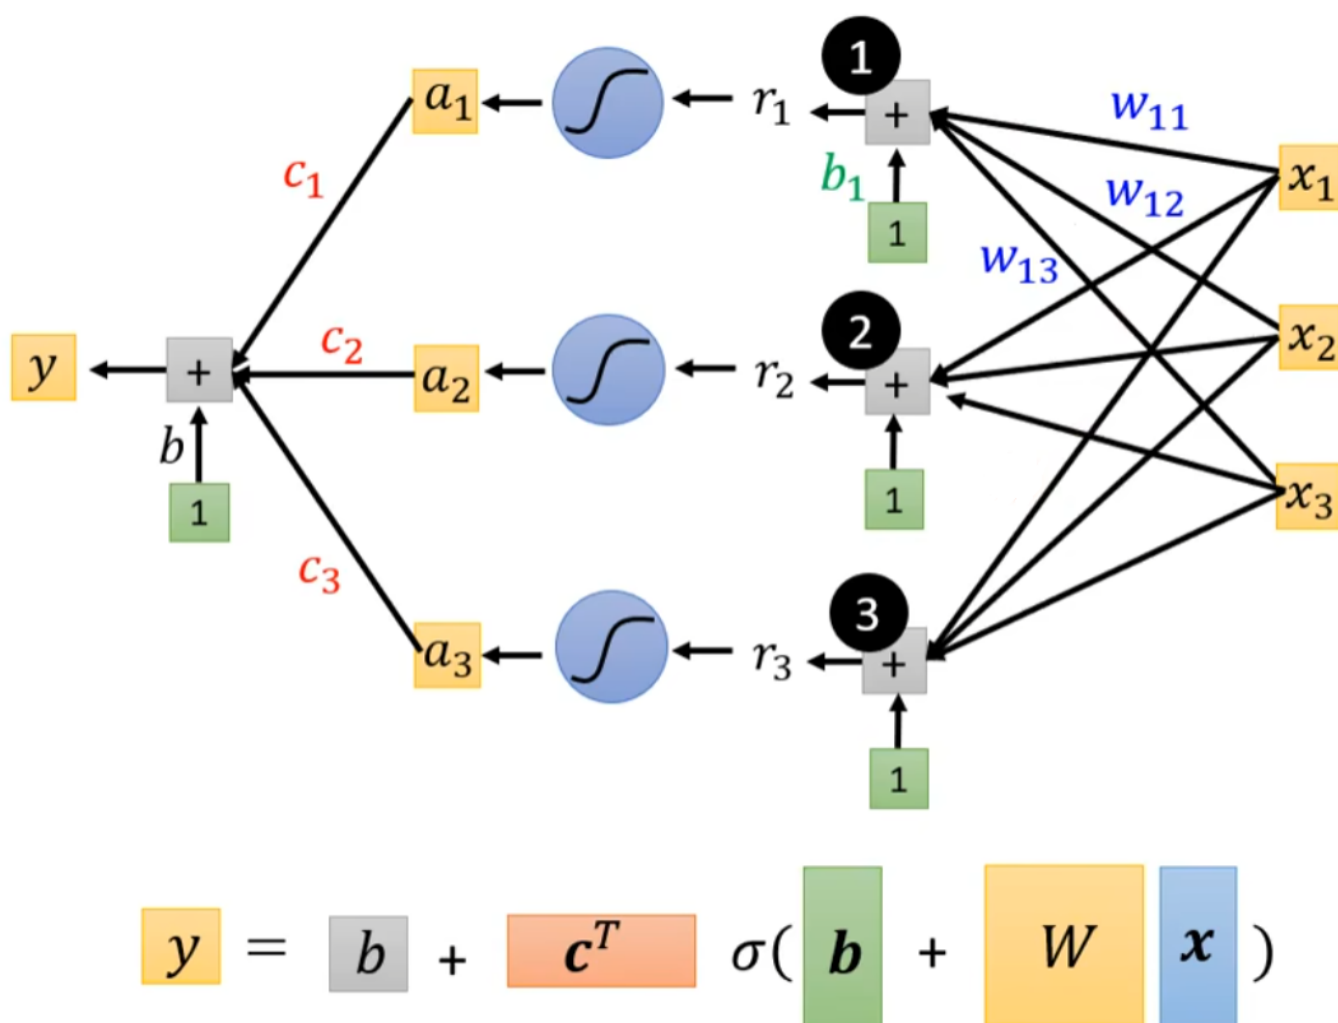 1
a₁ r₁ + w₁₁
c₁ b₁ w₁₂ x₁
1 w₁₃
2
y + c₂ a₂ r₂ + x₂
b
1 1 x₃
c₃
3
a₃ r₃ +
1
y = b + cᵀ σ( b + W x )